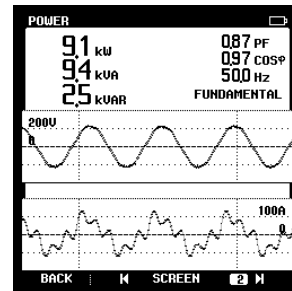 POWER
9.1 kW 0.87 PF
9.4 kVA 0.97 COSφ
2.5 kVAR 50.0 Hz
FUNDAMENTAL
200V
0
100A
0
BACK SCREEN 2